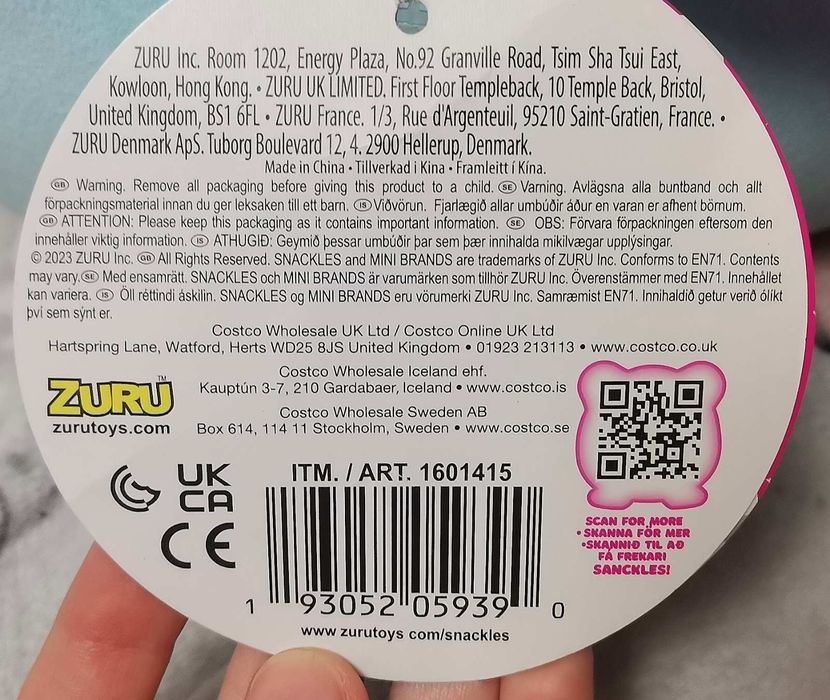 ZURU Inc. Room 1202, Energy Plaza, No.92 Granville Road, Tsim Sha Tsui East,
Kowloon, Hong Kong. • ZURU UK LIMITED. First Floor Templeback, 10 Temple Back, Bristol,
United Kingdom, BS1 6FL • ZURU France. 1/3, Rue d'Argenteuil, 95210 Saint-Gratien, France. •
ZURU Denmark ApS. Tuborg Boulevard 12, 4. 2900 Hellerup, Denmark.
Made in China • Tillverkad i Kina • Framleitt í Kína.
GB Warning. Remove all packaging before giving this product to a child. SE Varning. Avlägsna alla buntband och allt
förpackningsmaterial innan du ger leksaken till ett barn. IS Viðvörun. Fjarlægið allar umbúðir áður en varan er afhent börnum.
GB ATTENTION: Please keep this packaging as it contains important information. SE OBS: Förvara förpackningen eftersom den
innehåller viktig information. IS ATHUGIÐ: Geymið þessar umbúðir þar sem þær innihalda mikilvægar upplýsingar.
© 2023 ZURU Inc. GB All Rights Reserved. SNACKLES and MINI BRANDS are trademarks of ZURU Inc. Conforms to EN71. Contents
may vary. SE Med ensamrätt. SNACKLES och MINI BRANDS är varumärken som tillhör ZURU Inc. Överenstämmer med EN71. Innehållet
kan variera. IS Öll réttindi áskilin. SNACKLES og MINI BRANDS eru vörumerki ZURU Inc. Samræmist EN71. Innihaldið getur verið ólíkt
því sem sýnt er.
Costco Wholesale UK Ltd / Costco Online UK Ltd
Hartspring Lane, Watford, Herts WD25 8JS United Kingdom • 01923 213113 • www.costco.co.uk
Costco Wholesale Iceland ehf.
Kauptún 3-7, 210 Gardabaer, Iceland • www.costco.is
Costco Wholesale Sweden AB
Box 614, 114 11 Stockholm, Sweden • www.costco.se
ZURU™
zurutoys.com
UK
CA
CE
ITM. / ART. 1601415
1 93052 05939 0
www.zurutoys.com/snackles
SCAN FOR MORE
• SKANNA FÖR MER
• SKANNIÐ TIL AÐ
FÁ FREKARI
SANCKLES!